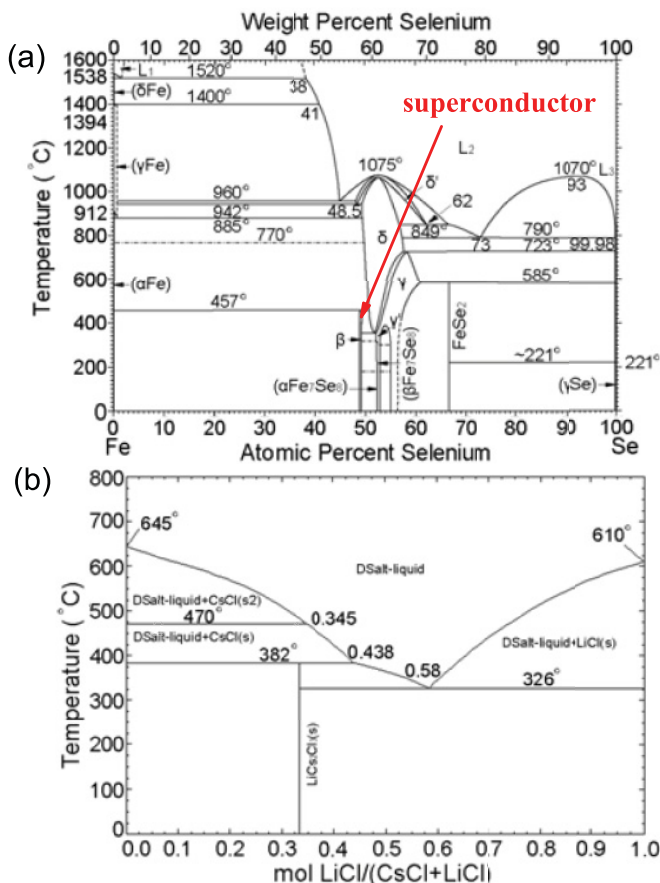 Weight Percent Selenium
0 10 20 30 40 50 60 70 80 90 100
(a)
1600
L1
1538
1520°
38
(δFe)
1400
1400°
41
1394
superconductor
L2
(γFe)
1075°
δ'
1070°
L3
93
62
1000
960°
912
942°
48.5
885°
849°
790°
800
770°
δ
73
723°
99.98
600
(αFe)
γ
585°
457°
FeSe2
400
β
γ'
200
(αFe7Se8)
(βFe7Se8)
~221°
221°
(γSe)
0
0 10 20 30 40 50 60 70 80 90 100
Fe
Atomic Percent Selenium
Se
Temperature (°C)
(b)
800
700
645°
610°
600
DSalt-liquid
500
DSalt-liquid+CsCl(s2)
470°
0.345
DSalt-liquid+CsCl(s)
DSalt-liquid+LiCl(s)
400
382°
0.438
0.58
300
326°
200
100
LiCs2Cl3(s)
0
0.0 0.1 0.2 0.3 0.4 0.5 0.6 0.7 0.8 0.9 1.0
mol LiCl/(CsCl+LiCl)
Temperature (°C)